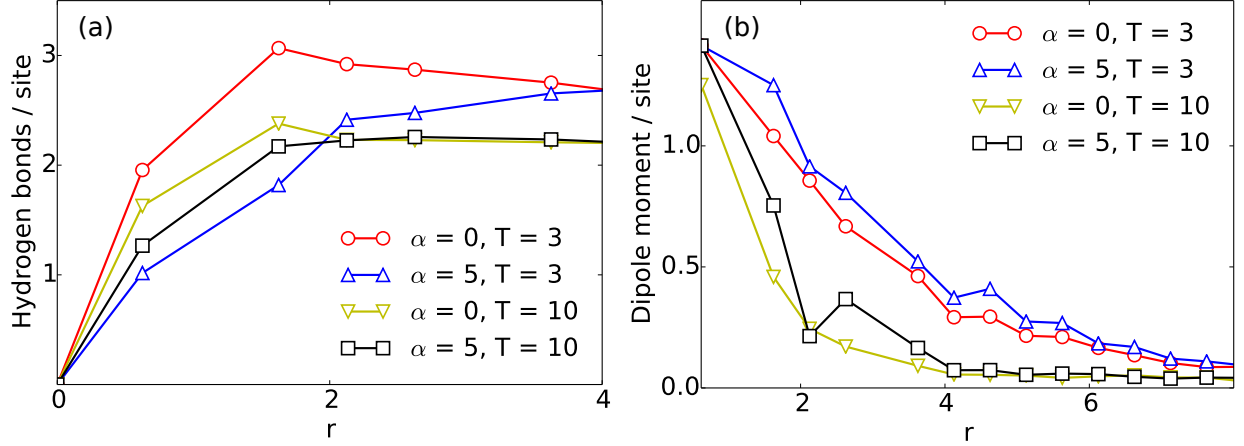 (a)
Hydrogen bonds / site
3
2
1
0
2
4
r
α = 0, T = 3
α = 5, T = 3
α = 0, T = 10
α = 5, T = 10
(b)
Dipole moment / site
1.0
0.5
0.0
2
4
6
r
α = 0, T = 3
α = 5, T = 3
α = 0, T = 10
α = 5, T = 10